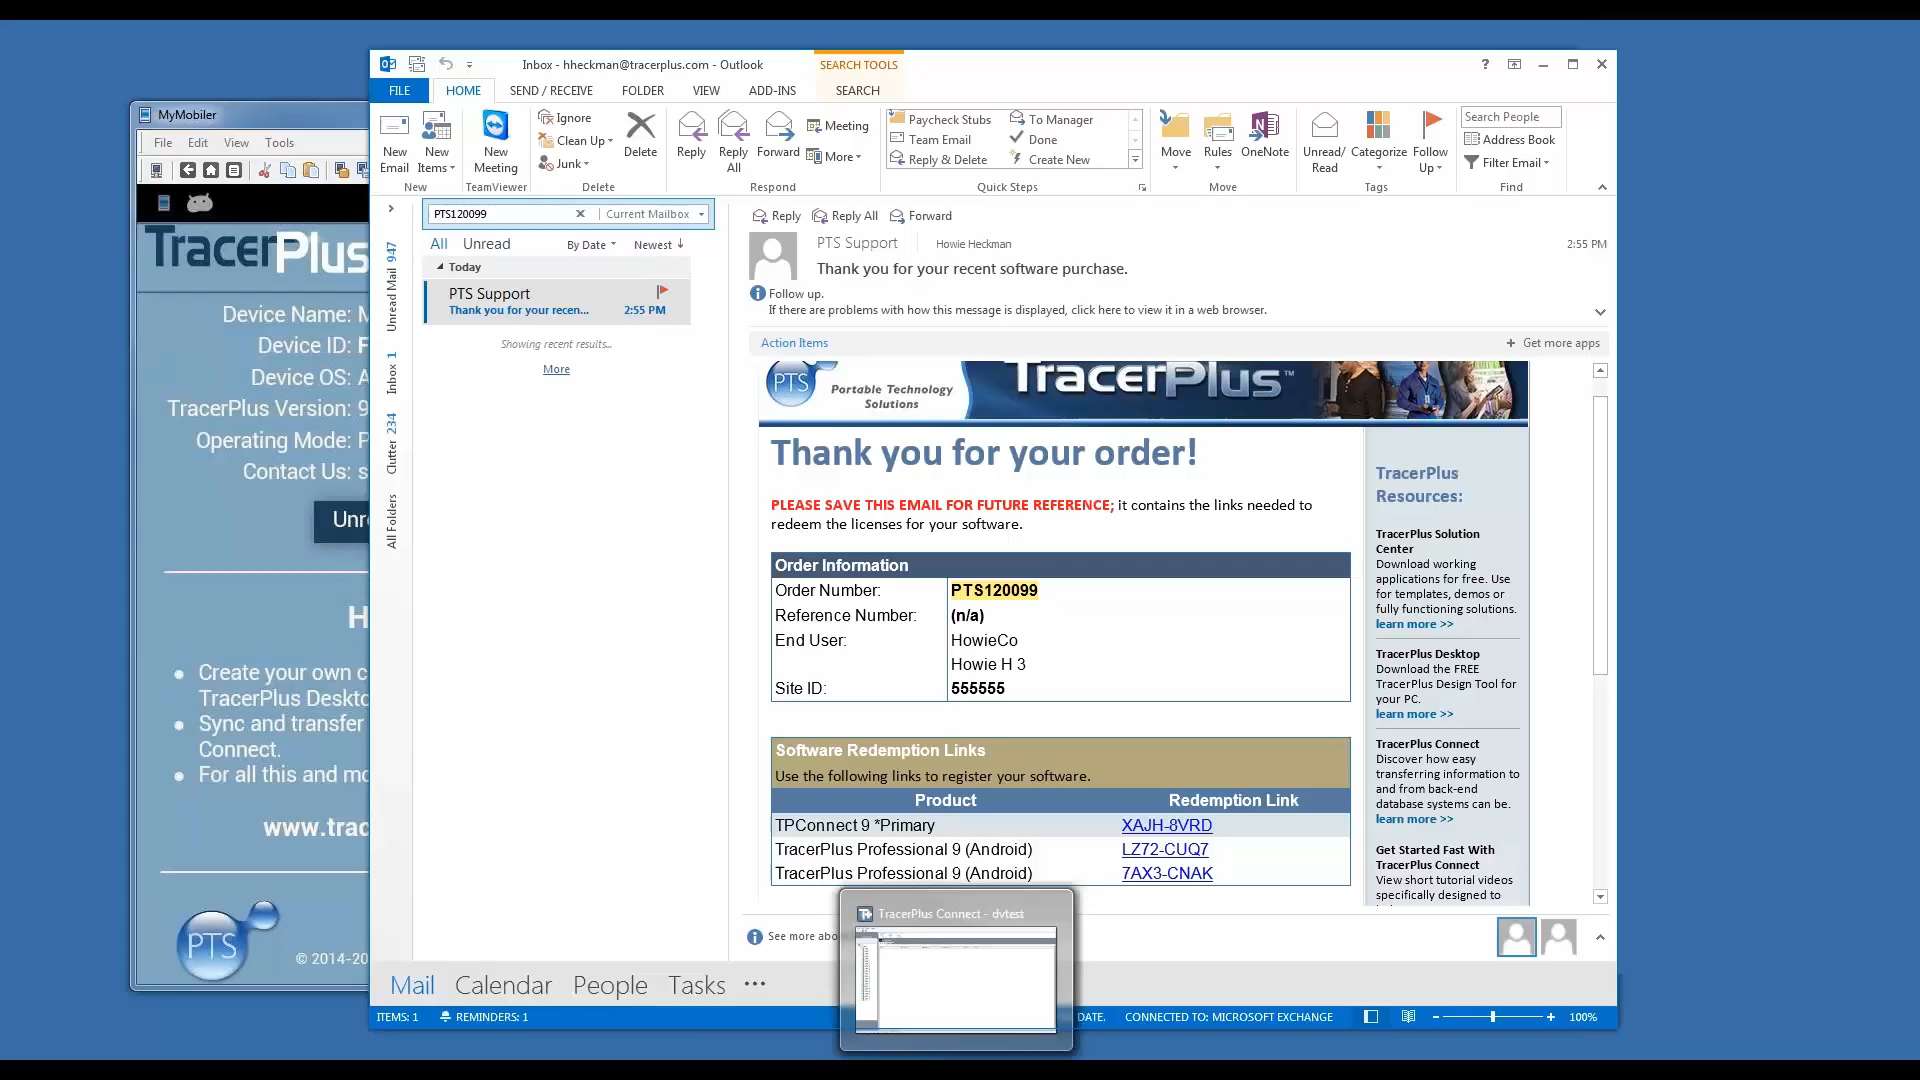 Inbox - hheckman@tracerplus.com - Outlook
SEARCH TOOLS
?
FILE
HOME
SEND / RECEIVE
FOLDER
VIEW
ADD-INS
SEARCH
New Email
New Items
New
New Meeting
TeamViewer
Ignore
Clean Up
Junk
Delete
Delete
Reply
Reply All
Forward
Meeting
More
Respond
Paycheck Stubs
Team Email
Reply & Delete
To Manager
Done
Create New
Quick Steps
Move
Rules
OneNote
Move
Unread/ Read
Categorize
Follow Up
Tags
Search People
Address Book
Filter Email
Find
MyMobiler
File Edit View Tools
TracerPlus
Device Name: M
Device ID: F
Device OS: A
TracerPlus Version: 9
Operating Mode: P
Contact Us: s
Unre
H
Create your own c
TracerPlus Deskto
Sync and transfer
Connect.
For all this and mo
www.trac
PTS
© 2014-20
Unread Mail 947
Inbox 1
Clutter 234
All Folders
PTS120099
Current Mailbox
All Unread
By Date
Newest
Today
PTS Support
Thank you for your recen...
2:55 PM
Showing recent results...
More
Reply Reply All Forward
PTS Support
Howie Heckman
2:55 PM
Thank you for your recent software purchase.
Follow up.
If there are problems with how this message is displayed, click here to view it in a web browser.
Action Items
+ Get more apps
PTS
Portable Technology
Solutions
TracerPlus™
Thank you for your order!
PLEASE SAVE THIS EMAIL FOR FUTURE REFERENCE; it contains the links needed to
redeem the licenses for your software.
Order Information
Order Number: PTS120099
Reference Number: (n/a)
End User: HowieCo
Howie H 3
Site ID: 555555
Software Redemption Links
Use the following links to register your software.
Product Redemption Link
TPConnect 9 *Primary XAJH-8VRD
TracerPlus Professional 9 (Android) LZ72-CUQ7
TracerPlus Professional 9 (Android) 7AX3-CNAK
TracerPlus
Resources:
TracerPlus Solution
Center
Download working
applications for free. Use
for templates, demos or
fully functioning solutions.
learn more >>
TracerPlus Desktop
Download the FREE
TracerPlus Design Tool for
your PC.
learn more >>
TracerPlus Connect
Discover how easy
transferring information to
and from back-end
database systems can be.
learn more >>
Get Started Fast With
TracerPlus Connect
View short tutorial videos
specifically designed to
See more abo
TracerPlus Connect - dvtest
Mail Calendar People Tasks ...
ITEMS: 1
REMINDERS: 1
DATE.
CONNECTED TO: MICROSOFT EXCHANGE
100%